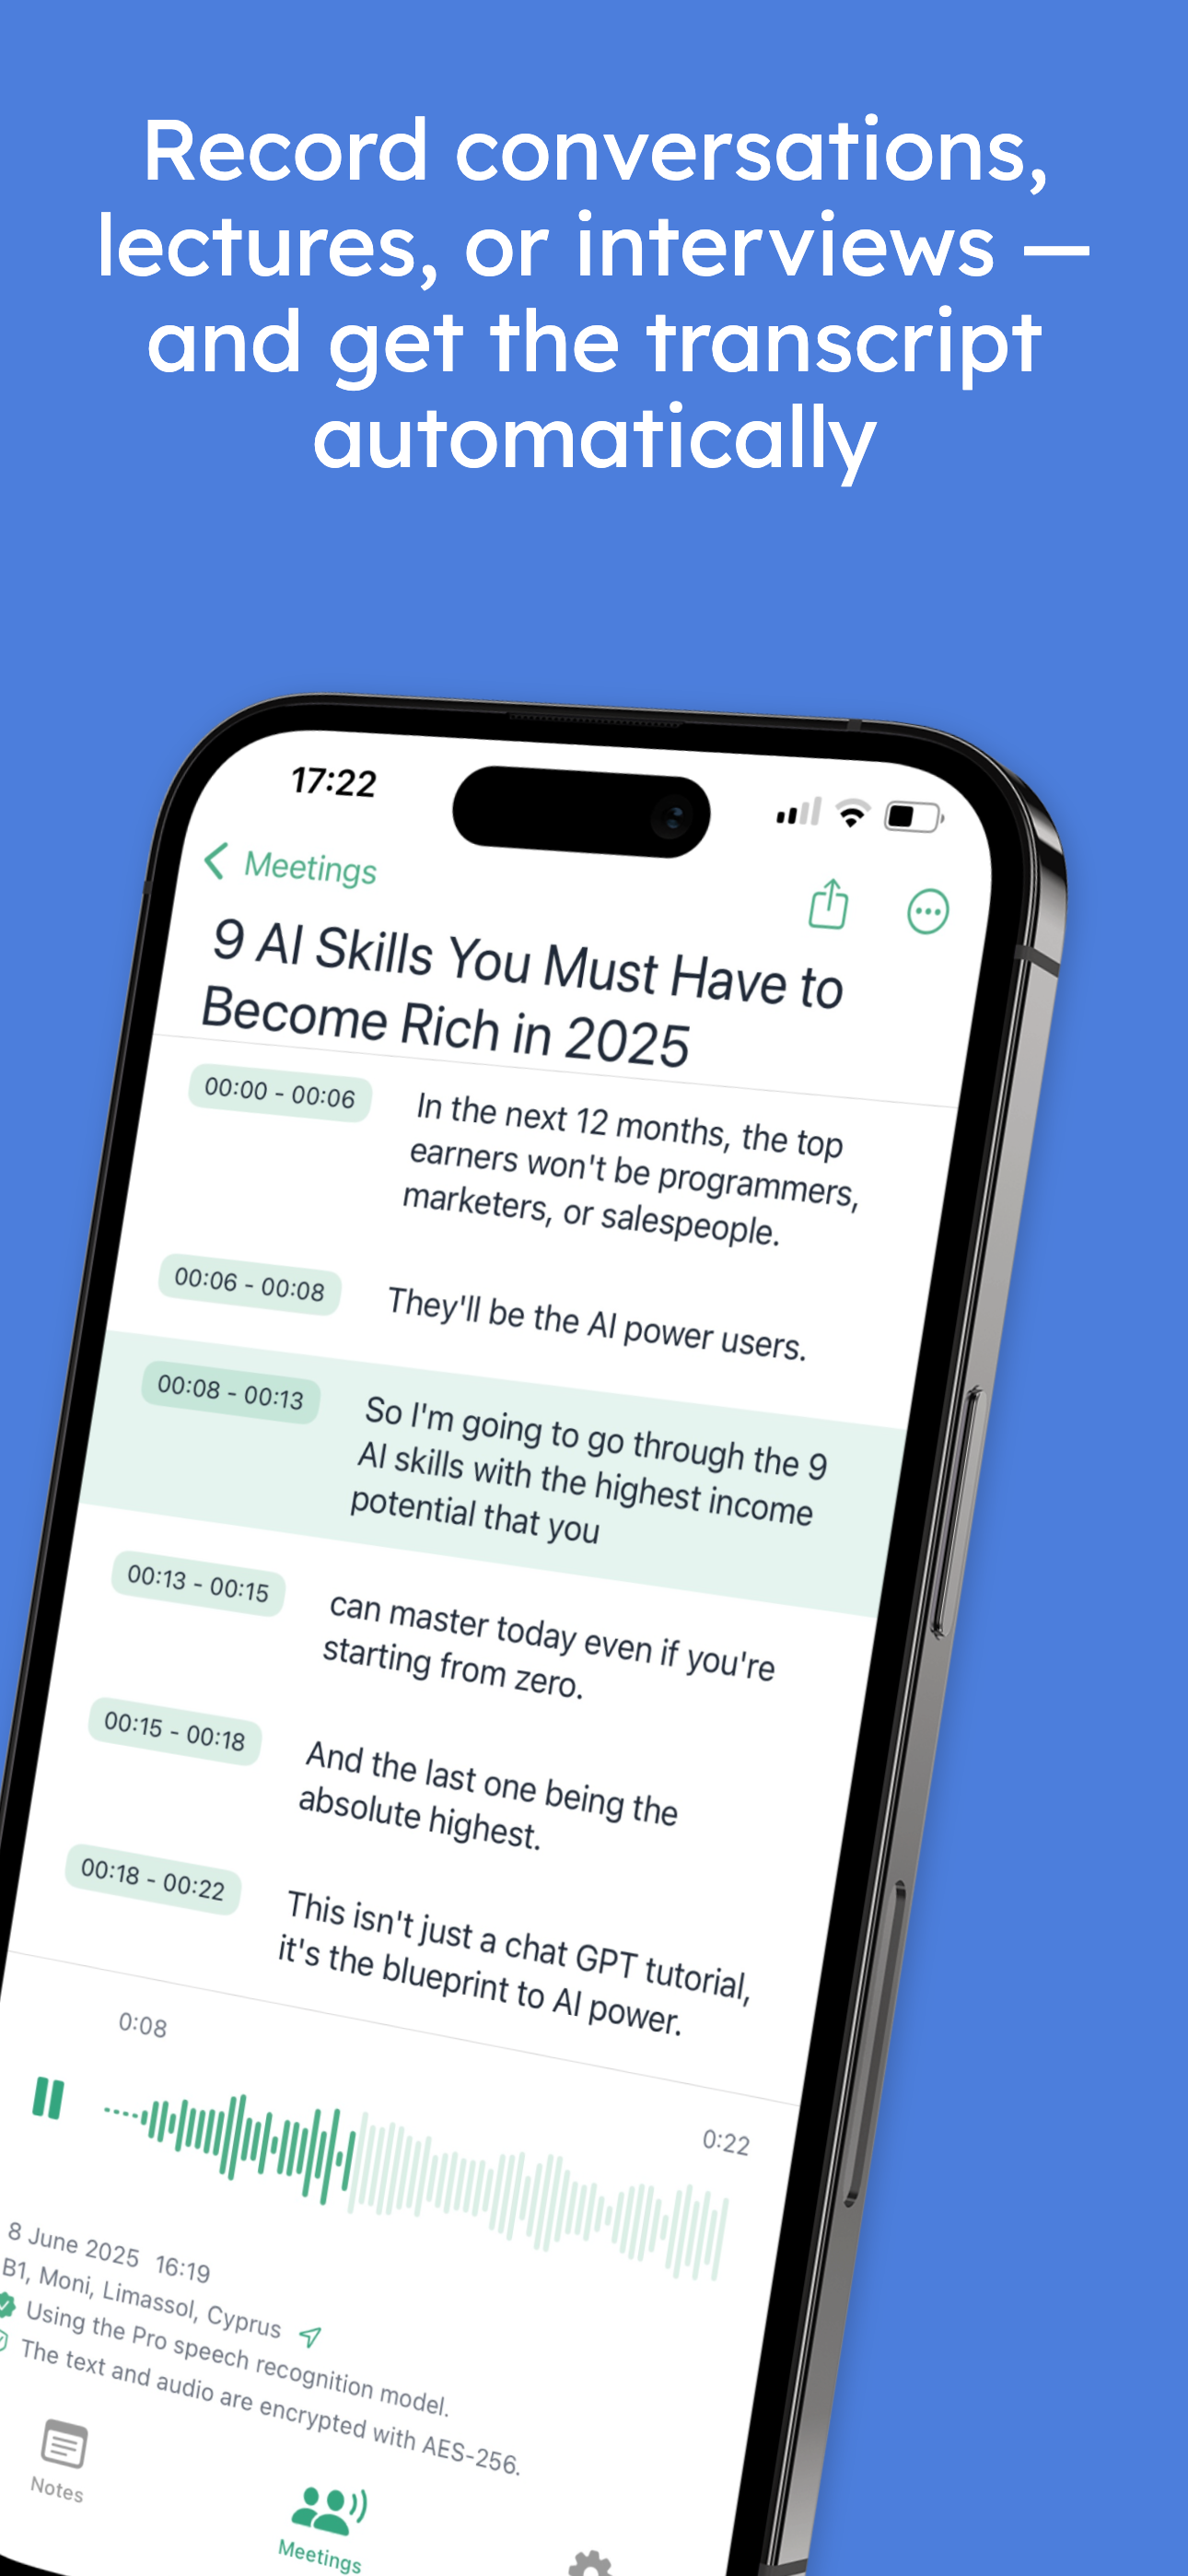 Record conversations,
lectures, or interviews —
and get the transcript
automatically
17:22
Meetings
9 AI Skills You Must Have to
Become Rich in 2025
00:00 - 00:06
In the next 12 months, the top
earners won't be programmers,
marketers, or salespeople.
00:06 - 00:08
They'll be the AI power users.
00:08 - 00:13
So I'm going to go through the 9
AI skills with the highest income
potential that you
00:13 - 00:15
can master today even if you're
starting from zero.
00:15 - 00:18
And the last one being the
absolute highest.
00:18 - 00:22
This isn't just a chat GPT tutorial,
it's the blueprint to AI power.
0:08
0:22
8 June 2025 16:19
B1, Moni, Limassol, Cyprus
Using the Pro speech recognition model.
The text and audio are encrypted with AES-256.
Notes
Meetings